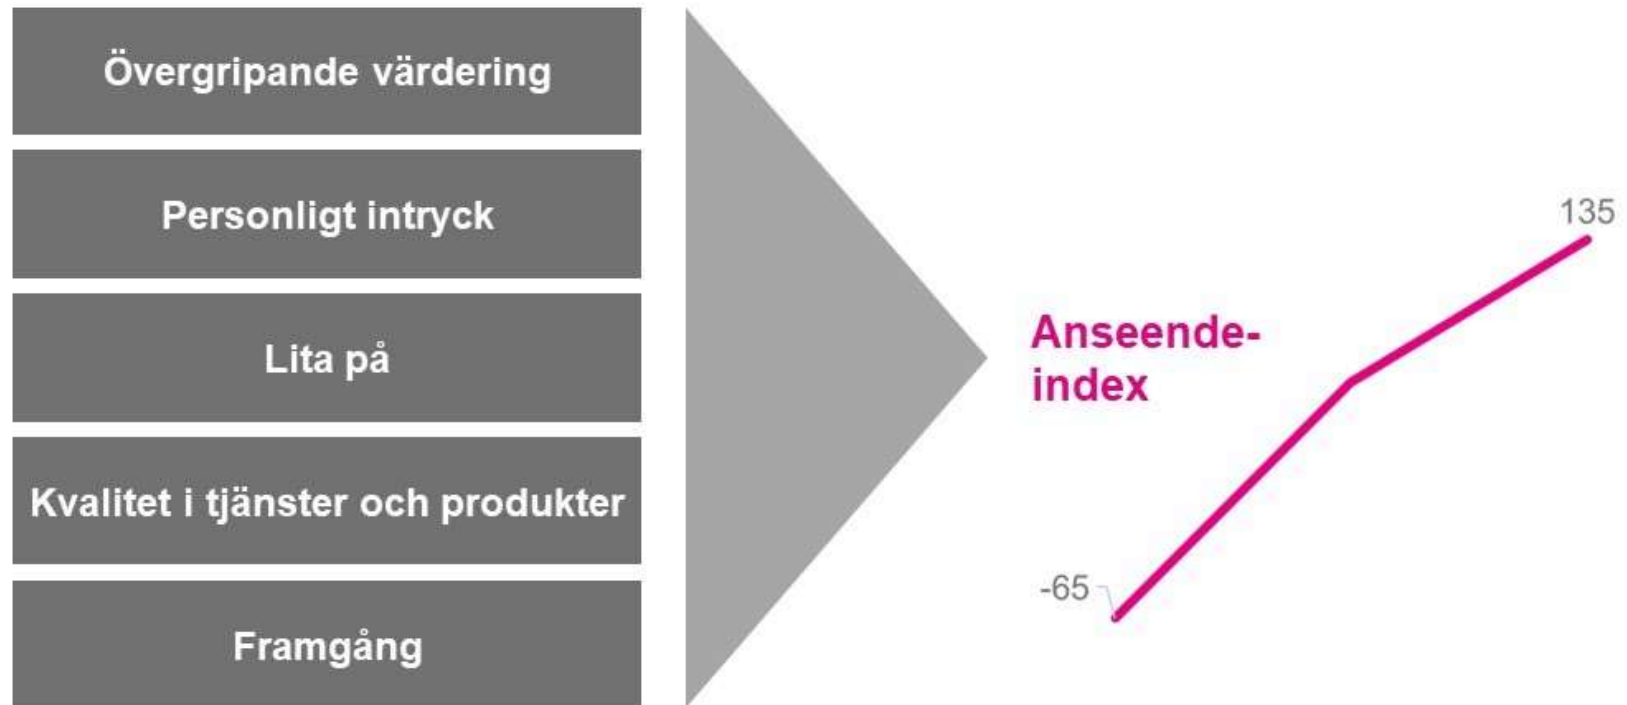 Övergripande värdering
Personligt intryck
Lita på
Kvalitet i tjänster och produkter
Framgång
Anseende-
index
135
-65